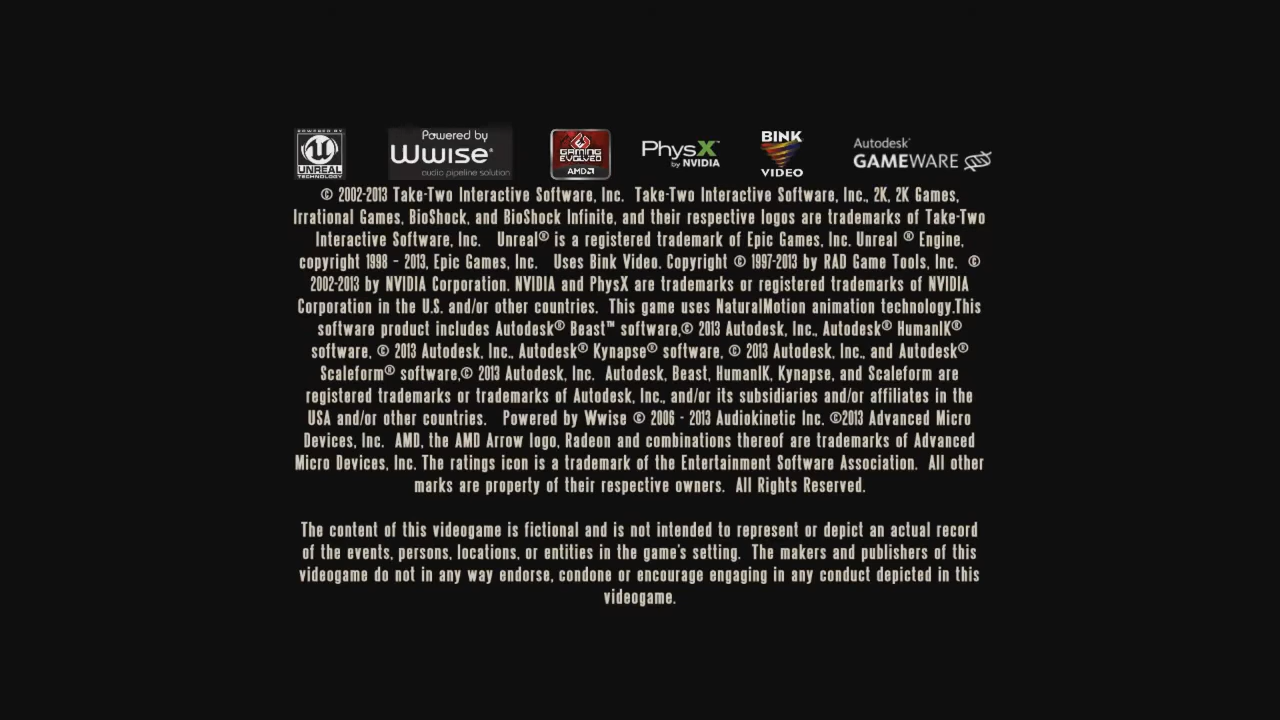 POWERED BY
UNREAL
TECHNOLOGY
Powered by
Wwise®
audio pipeline solution
GAMING
EVOLVED
AMD
PhysX™
by NVIDIA
BINK
VIDEO
Autodesk®
GAMEWARE
© 2002-2013 Take-Two Interactive Software, Inc. Take-Two Interactive Software, Inc., 2K, 2K Games,
Irrational Games, BioShock, and BioShock Infinite, and their respective logos are trademarks of Take-Two
Interactive Software, Inc. Unreal® is a registered trademark of Epic Games, Inc. Unreal ® Engine,
copyright 1998 – 2013, Epic Games, Inc. Uses Bink Video. Copyright © 1997-2013 by RAD Game Tools, Inc. ©
2002-2013 by NVIDIA Corporation. NVIDIA and PhysX are trademarks or registered trademarks of NVIDIA
Corporation in the U.S. and/or other countries. This game uses NaturalMotion animation technology.This
software product includes Autodesk® Beast™ software,© 2013 Autodesk, Inc., Autodesk® HumanIK®
software, © 2013 Autodesk, Inc., Autodesk® Kynapse® software, © 2013 Autodesk, Inc., and Autodesk®
Scaleform® software,© 2013 Autodesk, Inc. Autodesk, Beast, HumanIK, Kynapse, and Scaleform are
registered trademarks or trademarks of Autodesk, Inc., and/or its subsidiaries and/or affiliates in the
USA and/or other countries. Powered by Wwise © 2006 - 2013 Audiokinetic Inc. ©2013 Advanced Micro
Devices, Inc. AMD, the AMD Arrow logo, Radeon and combinations thereof are trademarks of Advanced
Micro Devices, Inc. The ratings icon is a trademark of the Entertainment Software Association. All other
marks are property of their respective owners. All Rights Reserved.
The content of this videogame is fictional and is not intended to represent or depict an actual record
of the events, persons, locations, or entities in the game's setting. The makers and publishers of this
videogame do not in any way endorse, condone or encourage engaging in any conduct depicted in this
videogame.